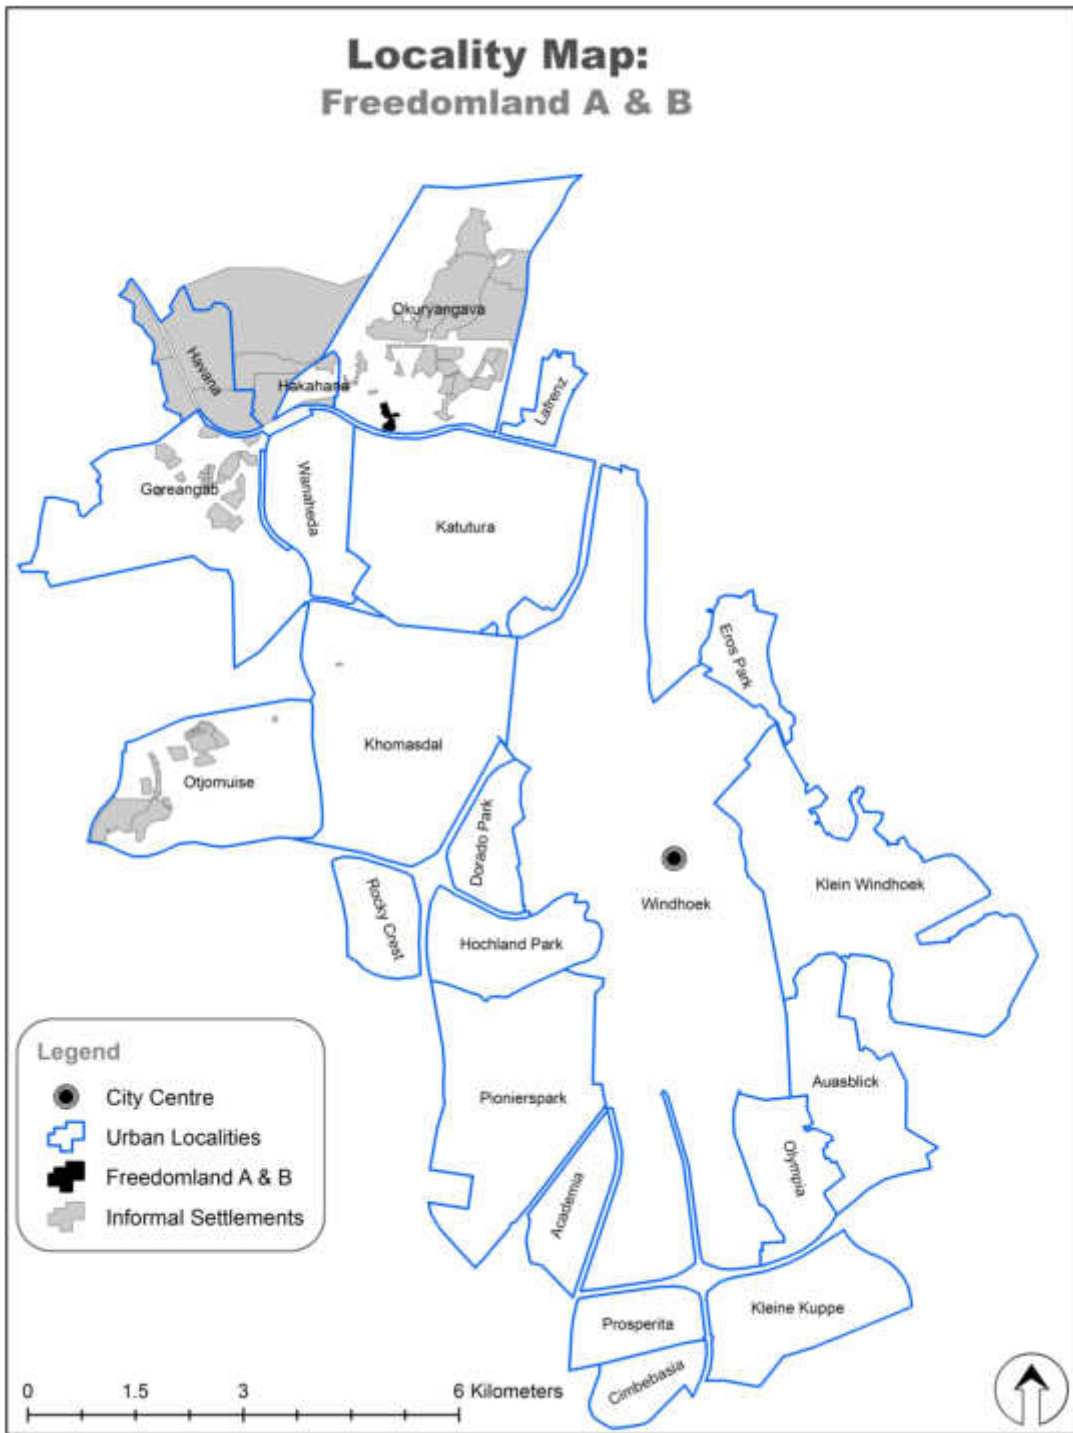 Locality Map:
Freedomland A & B
Okuryangava
Havana
Hakahana
Lafrenz
Goreangab
Wanaheda
Katutura
Eros Park
Khomasdal
Otjomuise
Dorado Park
Rocky Crest
Klein Windhoek
Windhoek
Hochland Park
Pionierspark
Auasblick
Olympia
Academia
Kleine Kuppe
Prosperita
Cimbebasia
Legend
City Centre
Urban Localities
Freedomland A & B
Informal Settlements
0 1.5 3 6 Kilometers